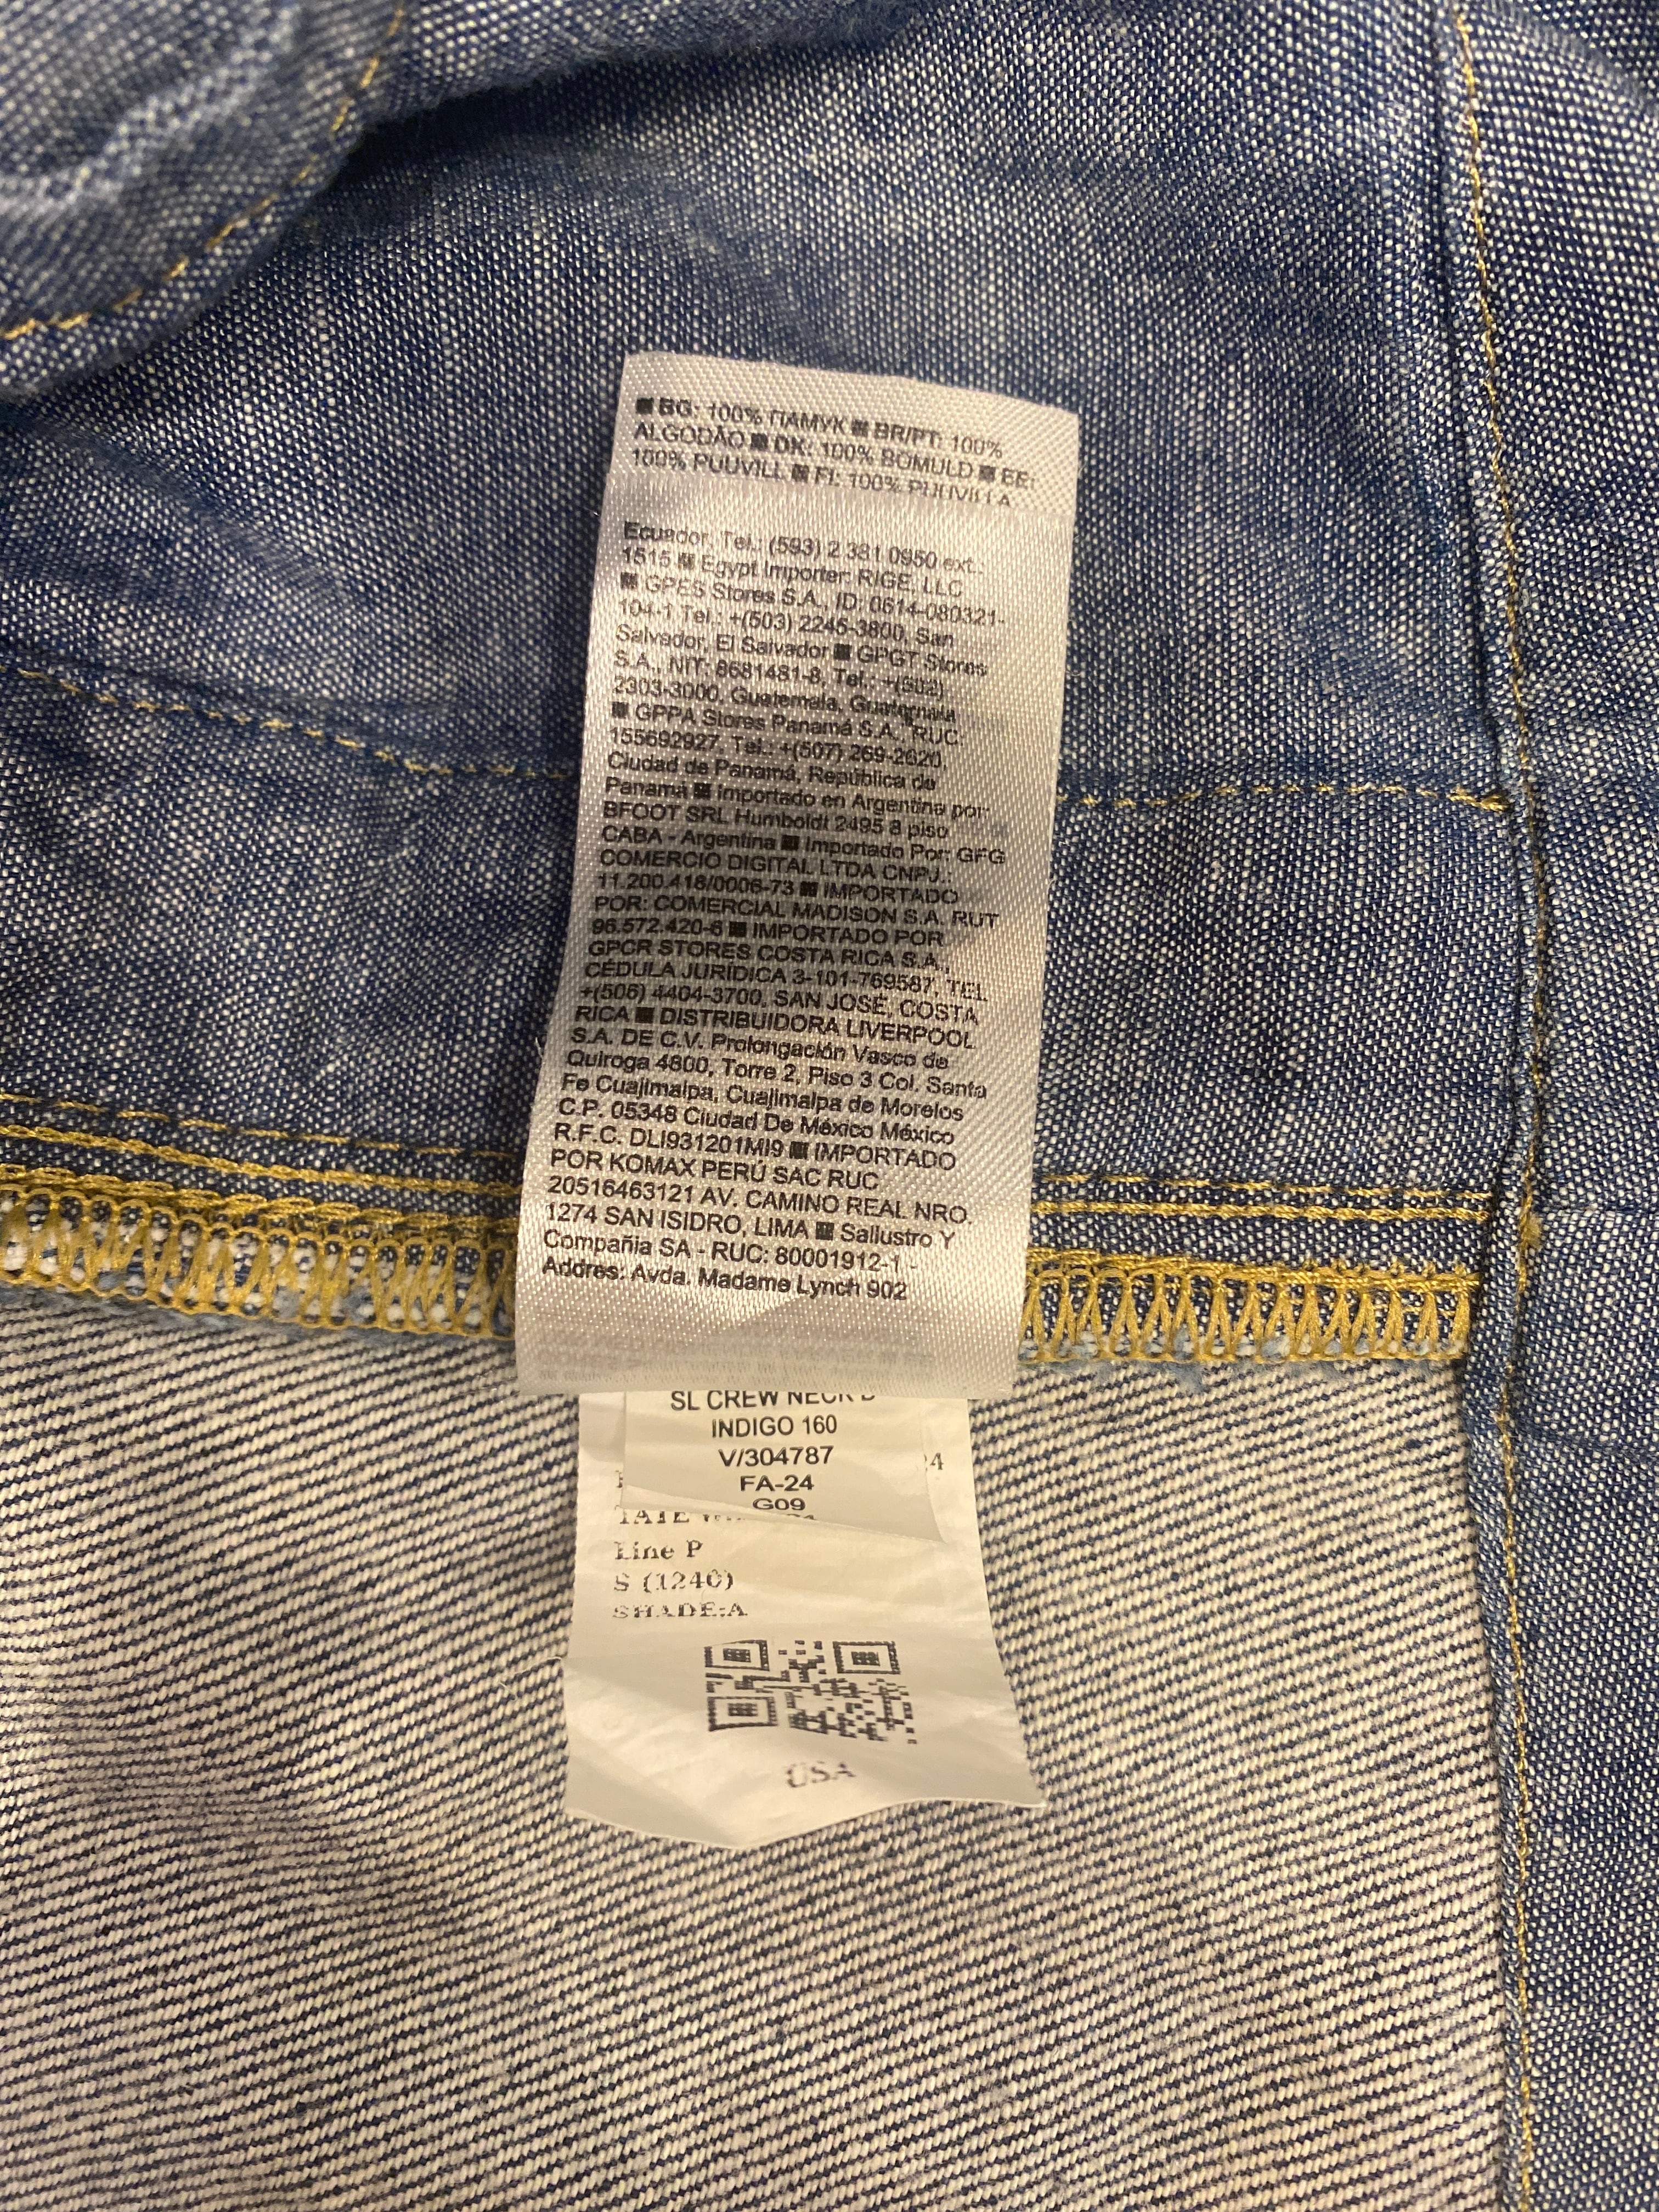 ■ BG: 100% ПАМУК ■ BR/PT: 100%
ALGODÃO ■ DK: 100% BOMULD ■ EE:
100% PUUVILL ■ FI: 100% PUUVILLA
Ecuador, Tel.: (593) 2 381 0950 ext.:
1515 ■ Egypt Importer: RIGE, LLC
■ GPES Stores S.A., ID: 0614-080321-
104-1 Tel.: +(503) 2245-3800, San
Salvador, El Salvador ■ GPGT Stores
S.A., NIT: 8681481-8, Tel.: +(502)
2303-3000, Guatemala, Guatemala
■ GPPA Stores Panamá S.A., RUC:
155692927, Tel.: +(507) 269-2620,
Ciudad de Panamá, República de
Panamá ■ Importado en Argentina por:
BFOOT SRL Humboldt 2495 8 piso
CABA - Argentina ■ Importado Por: GFG
COMERCIO DIGITAL LTDA CNPJ.:
11.200.418/0006-73 ■ IMPORTADO
POR: COMERCIAL MADISON S.A. RUT
96.572.420-6 ■ IMPORTADO POR
GPCR STORES COSTA RICA S.A.,
CÉDULA JURÍDICA 3-101-769587, TEL
+(506) 4404-3700, SAN JOSÉ, COSTA
RICA ■ DISTRIBUIDORA LIVERPOOL
S.A. DE C.V. Prolongación Vasco de
Quiroga 4800, Torre 2, Piso 3 Col. Santa
Fe Cuajimalpa, Cuajimalpa de Morelos
C.P. 05348 Ciudad De México México
R.F.C. DLI931201MI9 ■ IMPORTADO
POR KOMAX PERÚ SAC RUC
20516463121 AV. CAMINO REAL NRO.
1274 SAN ISIDRO, LIMA ■ Sallustro Y
Compañia SA - RUC: 80001912-1 -
Addres: Avda. Madame Lynch 902
SL CREW NECK
INDIGO 160
V/304787
FA-24
G09
Line P
S (1240)
SHADE:A
USA